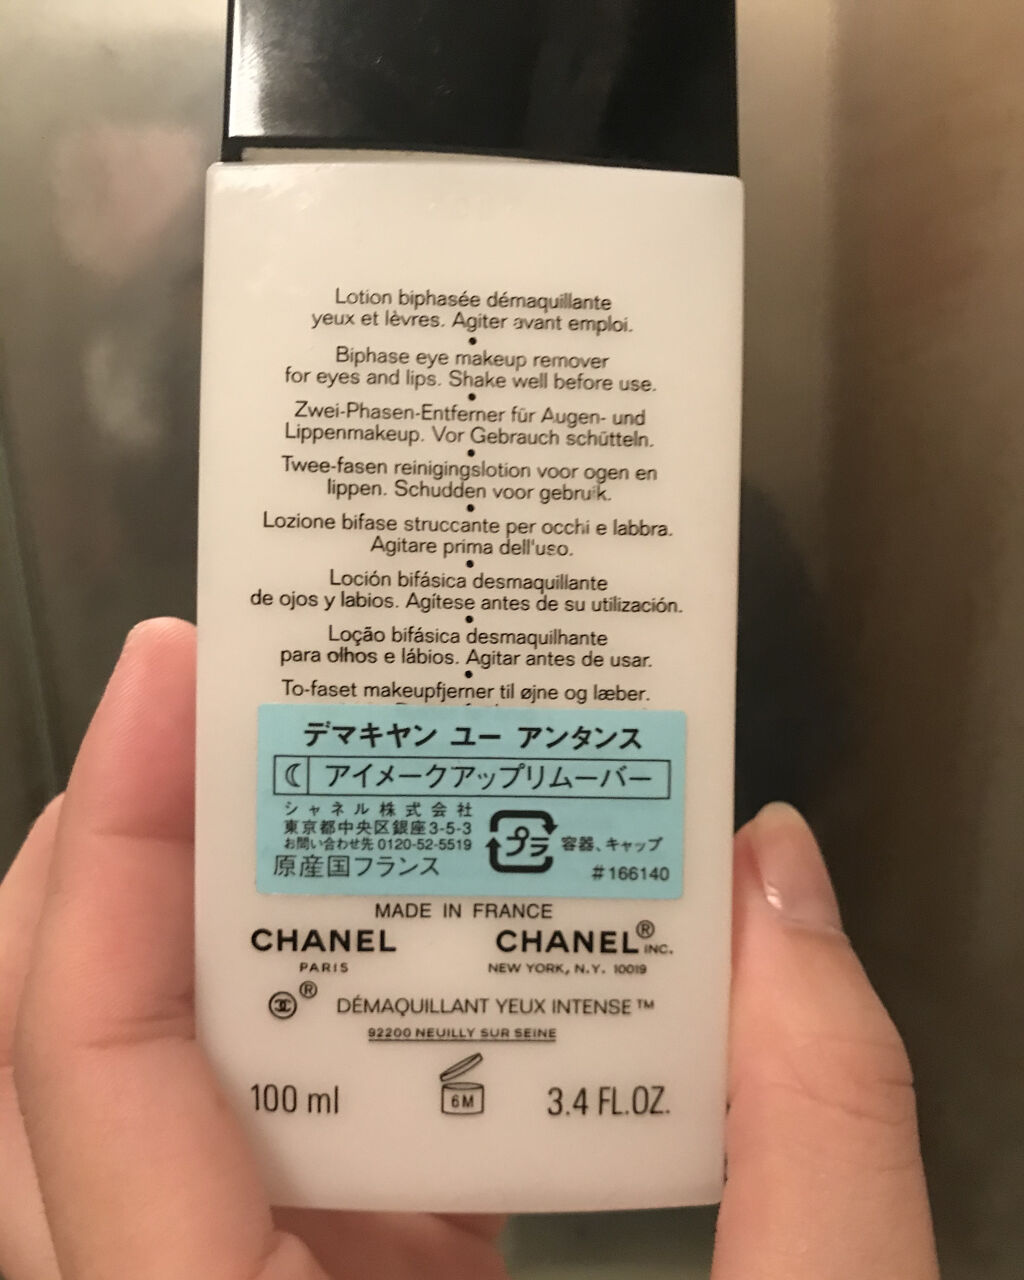 Lotion biphasée démaquillante
yeux et lèvres. Agiter avant emploi.
•
Biphase eye makeup remover
for eyes and lips. Shake well before use.
•
Zwei-Phasen-Entferner für Augen- und
Lippenmakeup. Vor Gebrauch schütteln.
•
Twee-fasen reinigingslotion voor ogen en
lippen. Schudden voor gebruik.
•
Lozione bifase struccante per occhi e labbra.
Agitare prima dell'uso.
•
Loción bifásica desmaquillante
de ojos y labios. Agítese antes de su utilización.
•
Loção bifásica desmaquilhante
para olhos e lábios. Agitar antes de usar.
•
To-faset makeupfjerner til øjne og læber.
デマキヤン ユー アンタンス
アイメークアップリムーバー
シャネル株式会社
東京都中央区銀座3-5-3
お問い合わせ先 0120-52-5519
原産国フランス
プラ 容器、キャップ
#166140
MADE IN FRANCE
CHANEL CHANEL® INC.
PARIS NEW YORK, N.Y. 10019
® DÉMAQUILLANT YEUX INTENSE™
92200 NEUILLY SUR SEINE
100 ml 6M 3.4 FL.OZ.